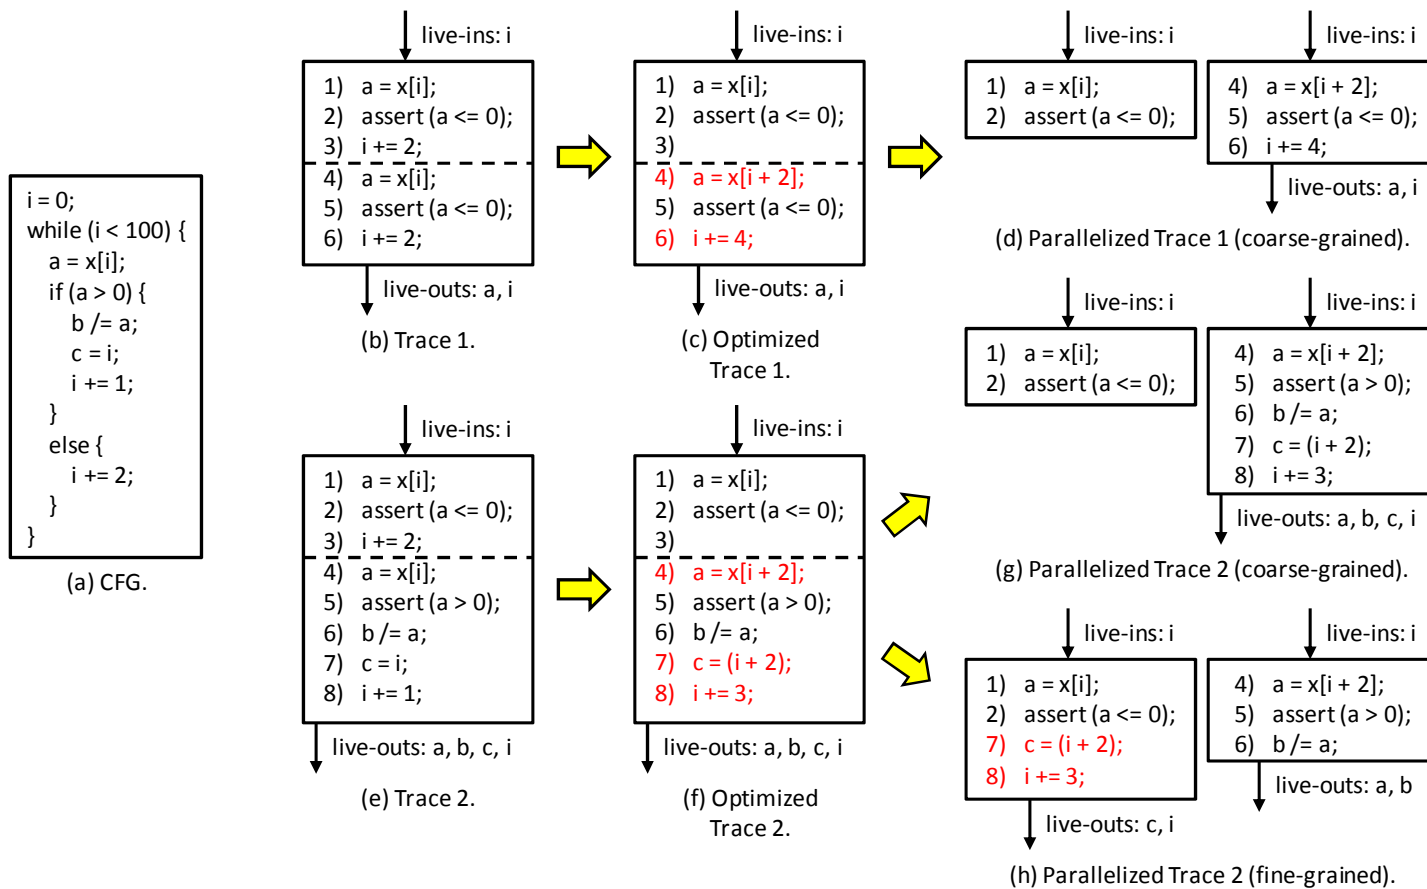 i = 0;
while (i < 100) {
a = x[i];
if (a > 0) {
b /= a;
c = i;
i += 1;
}
else {
i += 2;
}
}
(a) CFG.
live-ins: i
1) a = x[i];
2) assert (a <= 0);
3) i += 2;
4) a = x[i];
5) assert (a <= 0);
6) i += 2;
live-outs: a, i
(b) Trace 1.
live-ins: i
1) a = x[i];
2) assert (a <= 0);
3)
4) a = x[i + 2];
5) assert (a <= 0);
6) i += 4;
live-outs: a, i
(c) Optimized
Trace 1.
live-ins: i
1) a = x[i];
2) assert (a <= 0);
live-ins: i
4) a = x[i + 2];
5) assert (a <= 0);
6) i += 4;
live-outs: a, i
(d) Parallelized Trace 1 (coarse-grained).
live-ins: i
1) a = x[i];
2) assert (a <= 0);
3) i += 2;
4) a = x[i];
5) assert (a > 0);
6) b /= a;
7) c = i;
8) i += 1;
live-outs: a, b, c, i
(e) Trace 2.
live-ins: i
1) a = x[i];
2) assert (a <= 0);
3)
4) a = x[i + 2];
5) assert (a > 0);
6) b /= a;
7) c = (i + 2);
8) i += 3;
live-outs: a, b, c, i
(f) Optimized
Trace 2.
live-ins: i
1) a = x[i];
2) assert (a <= 0);
live-ins: i
4) a = x[i + 2];
5) assert (a > 0);
6) b /= a;
7) c = (i + 2);
8) i += 3;
live-outs: a, b, c, i
(g) Parallelized Trace 2 (coarse-grained).
live-ins: i
1) a = x[i];
2) assert (a <= 0);
7) c = (i + 2);
8) i += 3;
live-outs: c, i
live-ins: i
4) a = x[i + 2];
5) assert (a > 0);
6) b /= a;
live-outs: a, b
(h) Parallelized Trace 2 (fine-grained).